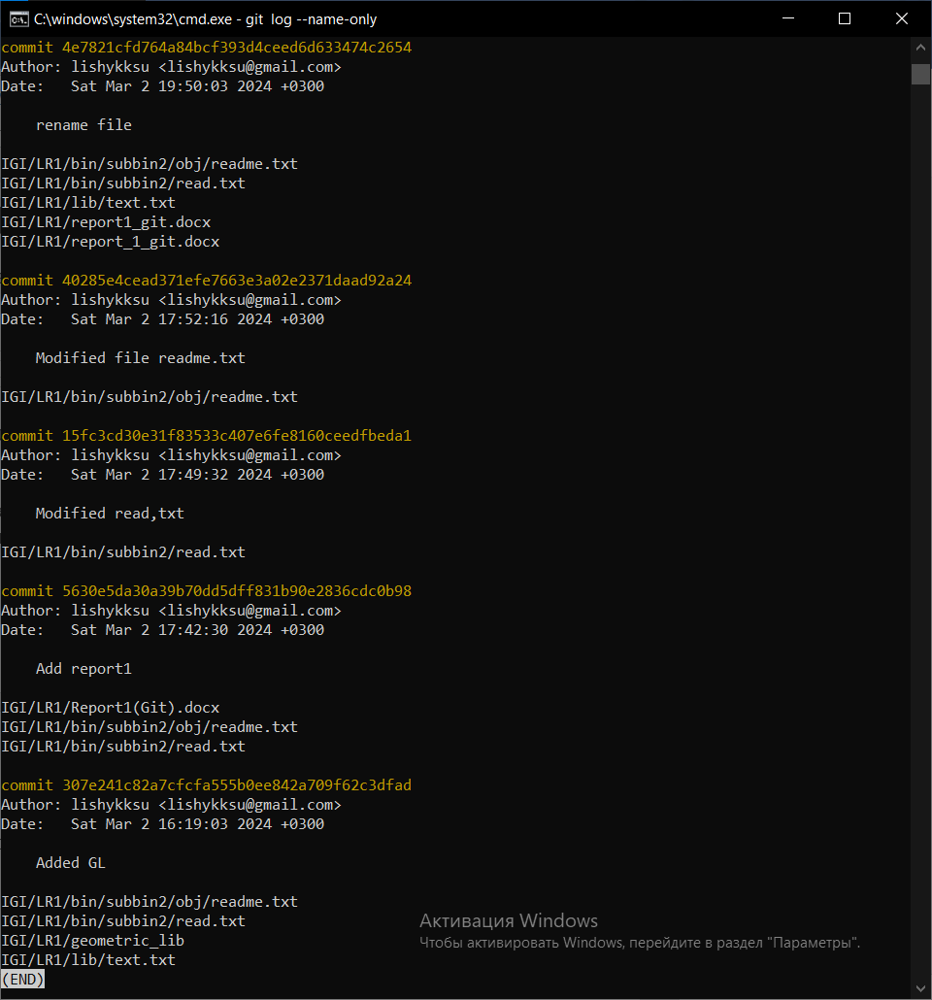 C:\windows\system32\cmd.exe - git  log --name-only
commit 4e7821cfd764a84bcf393d4ceed6d633474c2654
Author: lishykksu <lishykksu@gmail.com>
Date:   Sat Mar 2 19:50:03 2024 +0300
    rename file
IGI/LR1/bin/subbin2/obj/readme.txt
IGI/LR1/bin/subbin2/read.txt
IGI/LR1/lib/text.txt
IGI/LR1/report1_git.docx
IGI/LR1/report_1_git.docx
commit 40285e4cead371efe7663e3a02e2371daad92a24
Author: lishykksu <lishykksu@gmail.com>
Date:   Sat Mar 2 17:52:16 2024 +0300
    Modified file readme.txt
IGI/LR1/bin/subbin2/obj/readme.txt
commit 15fc3cd30e31f83533c407e6fe8160ceedfbeda1
Author: lishykksu <lishykksu@gmail.com>
Date:   Sat Mar 2 17:49:32 2024 +0300
    Modified read,txt
IGI/LR1/bin/subbin2/read.txt
commit 5630e5da30a39b70dd5dff831b90e2836cdc0b98
Author: lishykksu <lishykksu@gmail.com>
Date:   Sat Mar 2 17:42:30 2024 +0300
    Add report1
IGI/LR1/Report1(Git).docx
IGI/LR1/bin/subbin2/obj/readme.txt
IGI/LR1/bin/subbin2/read.txt
commit 307e241c82a7cfcfa555b0ee842a709f62c3dfad
Author: lishykksu <lishykksu@gmail.com>
Date:   Sat Mar 2 16:19:03 2024 +0300
    Added GL
IGI/LR1/bin/subbin2/obj/readme.txt
IGI/LR1/bin/subbin2/read.txt
IGI/LR1/geometric_lib
IGI/LR1/lib/text.txt
(END)
Активация Windows
Чтобы активировать Windows, перейдите в раздел "Параметры".